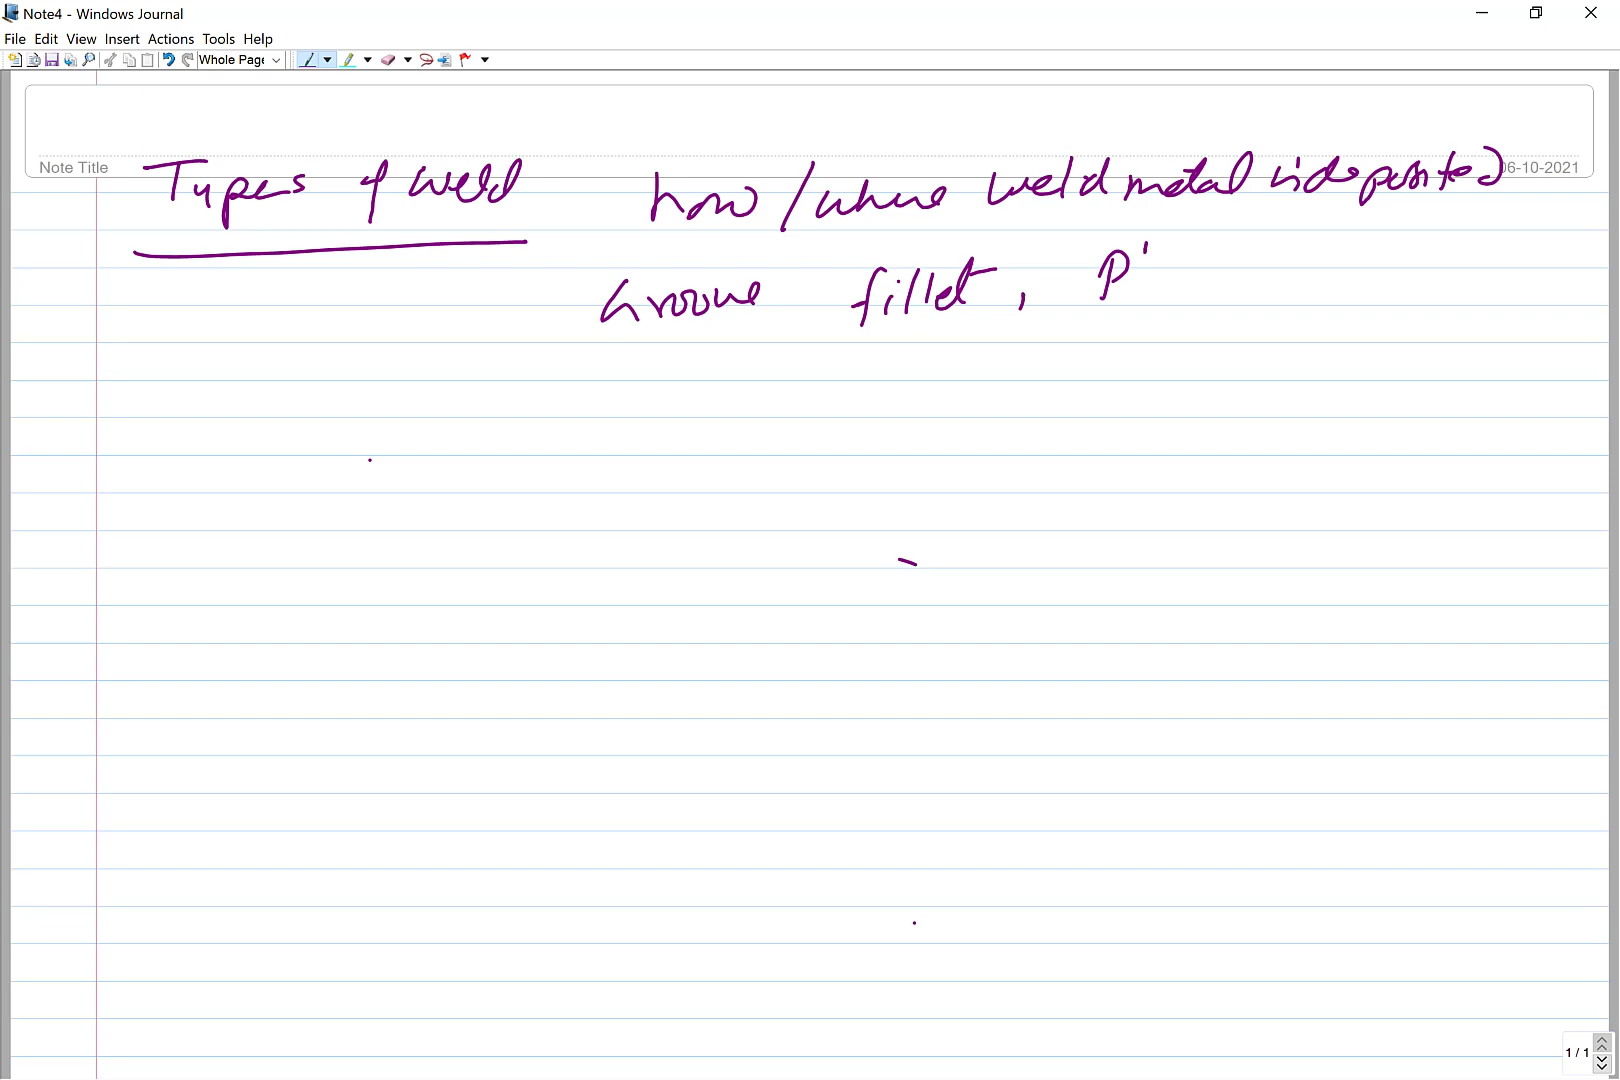 Note4 - Windows Journal
File Edit View Insert Actions Tools Help
Whole Page
Note Title
06-10-2021
Types of weld how/where weld metal is deposited
Groove fillet, P
1 / 1